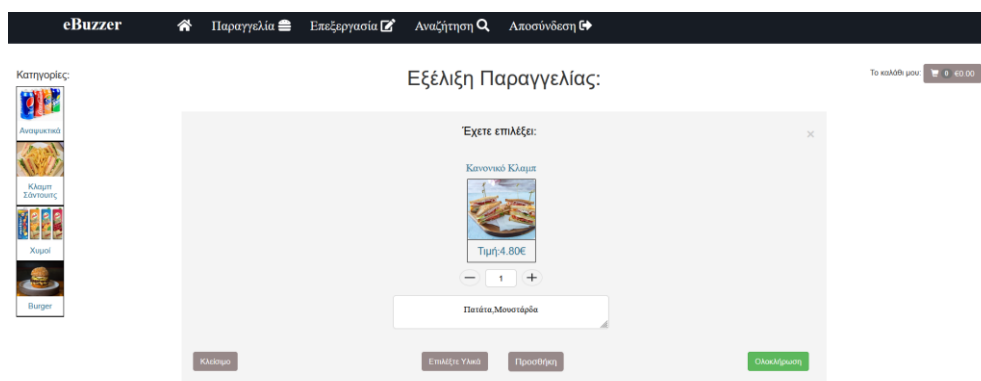 eBuzzer Παραγγελία Επεξεργασία Αναζήτηση Αποσύνδεση
Κατηγορίες:
Αναψυκτικά
Κλαμπ
Σάντουιτς
Χυμοί
Burger
Εξέλιξη Παραγγελίας:
Το καλάθι μου: 0 €0.00
Έχετε επιλέξει:
×
Κανονικό Κλαμπ
Τιμή:4.80€
1
Πατάτα,Μουστάρδα
Κλείσιμο Επιλέξτε Υλικά Προσθήκη Ολοκλήρωση